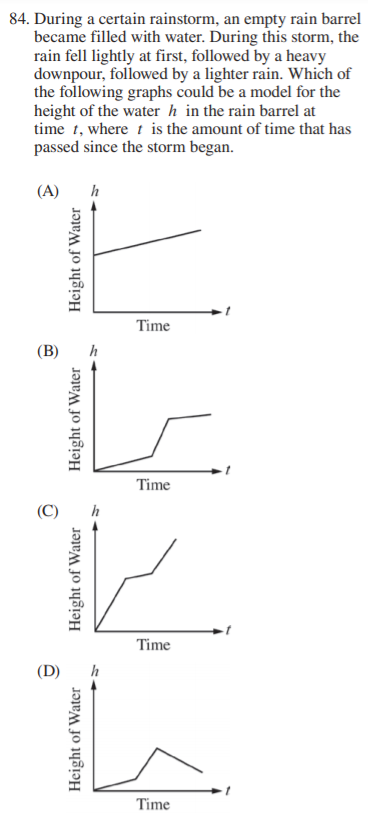 84. During a certain rainstorm, an empty rain barrel
became filled with water. During this storm, the
rain fell lightly at first, followed by a heavy
downpour, followed by a lighter rain. Which of
the following graphs could be a model for the
height of the water h in the rain barrel at
time t, where t is the amount of time that has
passed since the storm began.
(A)
h
Height of Water
t
Time
(B)
h
Height of Water
t
Time
(C)
h
Height of Water
t
Time
(D)
h
Height of Water
t
Time